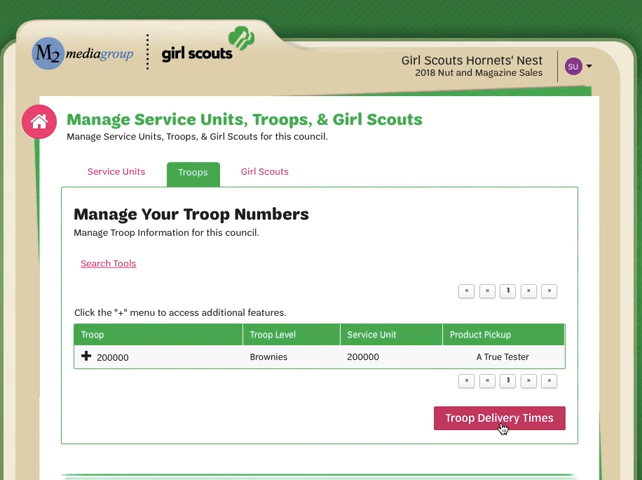 M2 mediagroup
girl scouts
Girl Scouts Hornets' Nest
2018 Nut and Magazine Sales
SU
Manage Service Units, Troops, & Girl Scouts
Manage Service Units, Troops, & Girl Scouts for this council.
Service Units Troops Girl Scouts
Manage Your Troop Numbers
Manage Troop Information for this council.
Search Tools
« « 1 » »
Click the "+" menu to access additional features.
Troop Troop Level Service Unit Product Pickup
200000 Brownies 200000 A True Tester
« « 1 » »
Troop Delivery Times